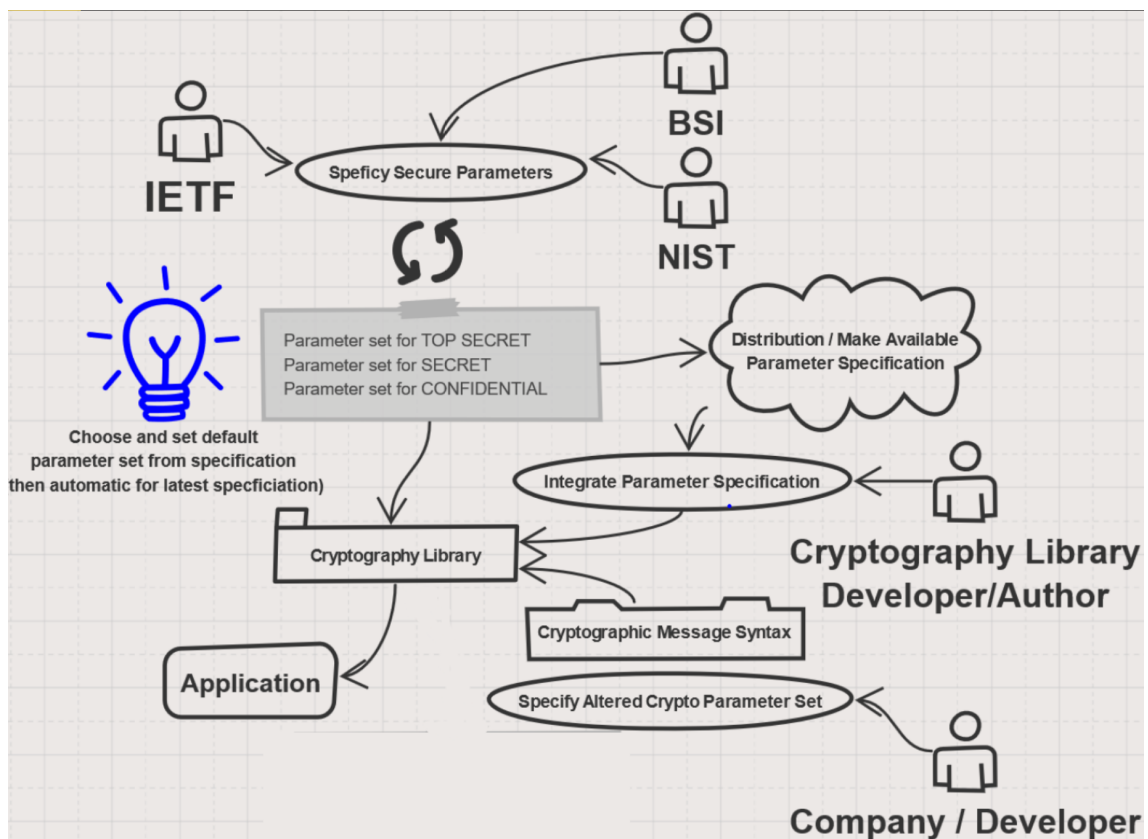 BSI
IETF
Speficy Secure Parameters
NIST
Parameter set for TOP SECRET
Parameter set for SECRET
Parameter set for CONFIDENTIAL
Distribution / Make Available
Parameter Specification
Choose and set default
parameter set from specification
then automatic for latest specficiation)
Integrate Parameter Specification
Cryptography Library
Developer/Author
Cryptography Library
Cryptographic Message Syntax
Application
Specify Altered Crypto Parameter Set
Company / Developer